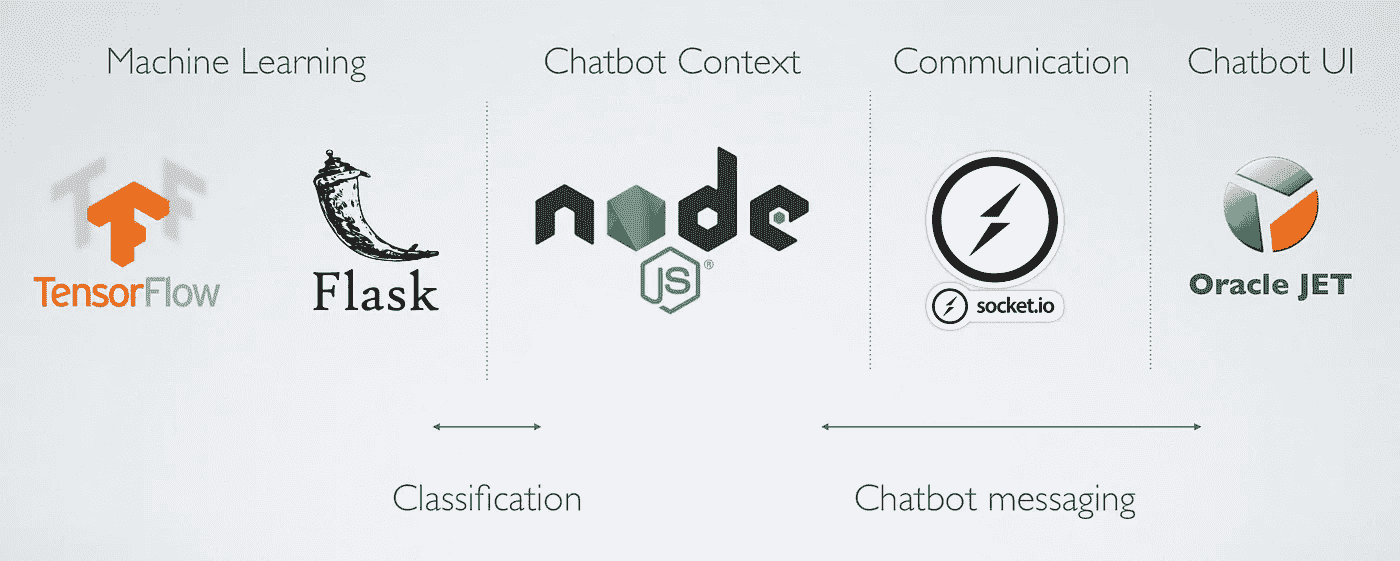 Machine Learning
Chatbot Context
Communication
Chatbot UI
TensorFlow
Flask
node
JS®
socket.io
Oracle JET
Classification
Chatbot messaging